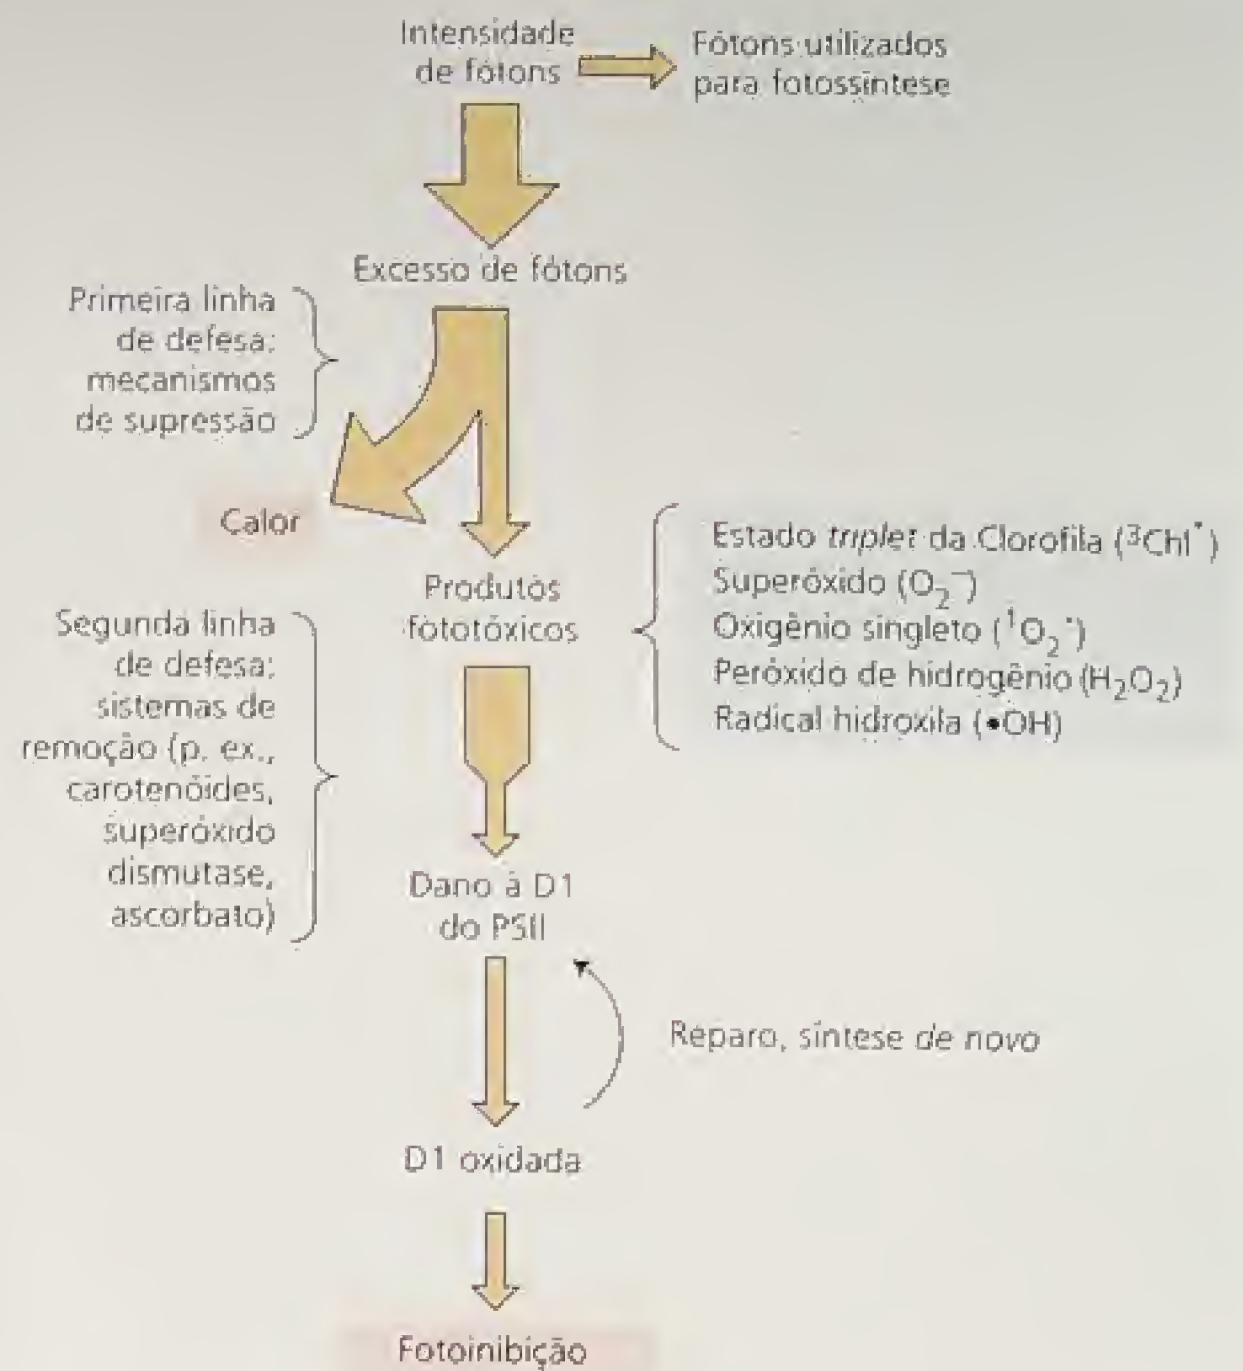 Intensidade
de fótons
Fótons utilizados
para fotossíntese
Excesso de fótons
Primeira linha
de defesa:
mecanismos
de supressão
Calor
Produtos
fototóxicos
Estado triplet da Clorofila (³Chl*)
Superóxido (O₂⁻)
Oxigênio singleto (¹O₂*)
Peróxido de hidrogênio (H₂O₂)
Radical hidroxila (•OH)
Segunda linha
de defesa:
sistemas de
remoção (p. ex.,
carotenóides,
superóxido
dismutase,
ascorbato)
Dano à D1
do PSII
Reparo, síntese de novo
D1 oxidada
Fotoinibição